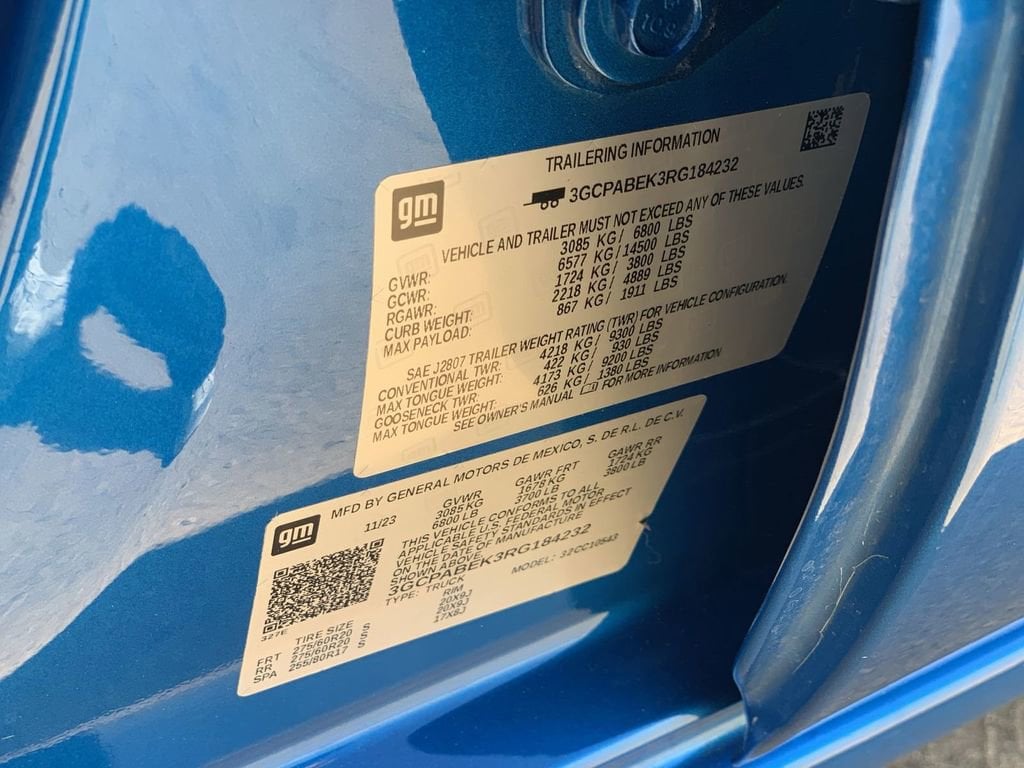 108
TRAILERING INFORMATION
gm
3GCPABEK3RG184232
VEHICLE AND TRAILER MUST NOT EXCEED ANY OF THESE VALUES.
GVWR: 3085 KG / 6800 LBS
GCWR: 6577 KG / 14500 LBS
RGAWR: 1724 KG / 3800 LBS
CURB WEIGHT: 2218 KG / 4889 LBS
MAX PAYLOAD: 867 KG / 1911 LBS
SAE J2807 TRAILER WEIGHT RATING (TWR) FOR VEHICLE CONFIGURATION.
CONVENTIONAL TWR: 4218 KG / 9300 LBS
MAX TONGUE WEIGHT: 422 KG / 930 LBS
GOOSENECK TWR: 4173 KG / 9200 LBS
MAX TONGUE WEIGHT: 626 KG / 1380 LBS
SEE OWNER'S MANUAL FOR MORE INFORMATION
gm
MFD BY GENERAL MOTORS DE MEXICO, S. DE R.L. DE C.V.
11/23 GVWR GAWR FRT GAWR RR
3085 KG 1678 KG 1724 KG
6800 LB 3700 LB 3800 LB
THIS VEHICLE CONFORMS TO ALL
APPLICABLE U.S. FEDERAL MOTOR
VEHICLE SAFETY STANDARDS IN EFFECT
ON THE DATE OF MANUFACTURE
SHOWN ABOVE.
3GCPABEK3RG184232
TYPE: TRUCK MODEL: 32CC10543
327E
TIRE SIZE RIM
FRT 275/60R20 S 20X9J
RR 275/60R20 S 20X9J
SPA 255/80R17 S 17X8J